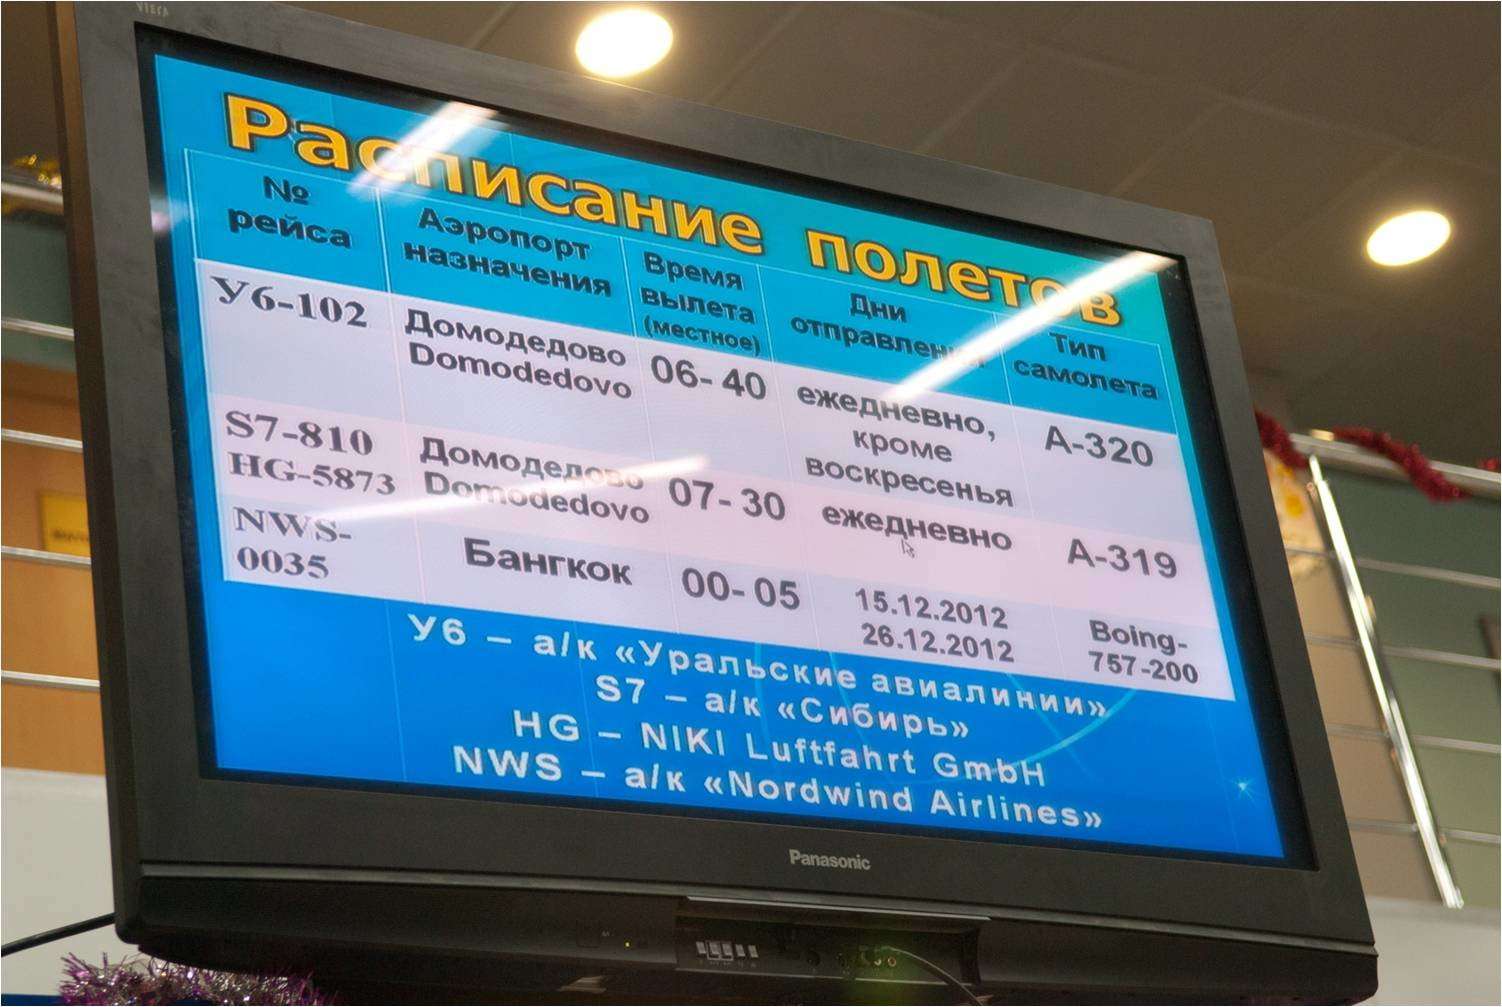 VIERA
Расписание полетов
№
рейса
Аэропорт
назначения
Время
вылета
(местное)
Дни
отправления
Тип
самолета
У6-102
Домодедово
Domodedovo
06-40
ежедневно,
кроме
воскресенья
А-320
S7-810
HG-5873
Домодедово
Domodedovo
07-30
ежедневно
А-319
NWS-
0035
Бангкок
00-05
15.12.2012
26.12.2012
Boing-
757-200
У6 – а/к «Уральские авиалинии»
S7 – а/к «Сибирь»
HG – NIKI Luftfahrt GmbH
NWS – а/к «Nordwind Airlines»
Panasonic